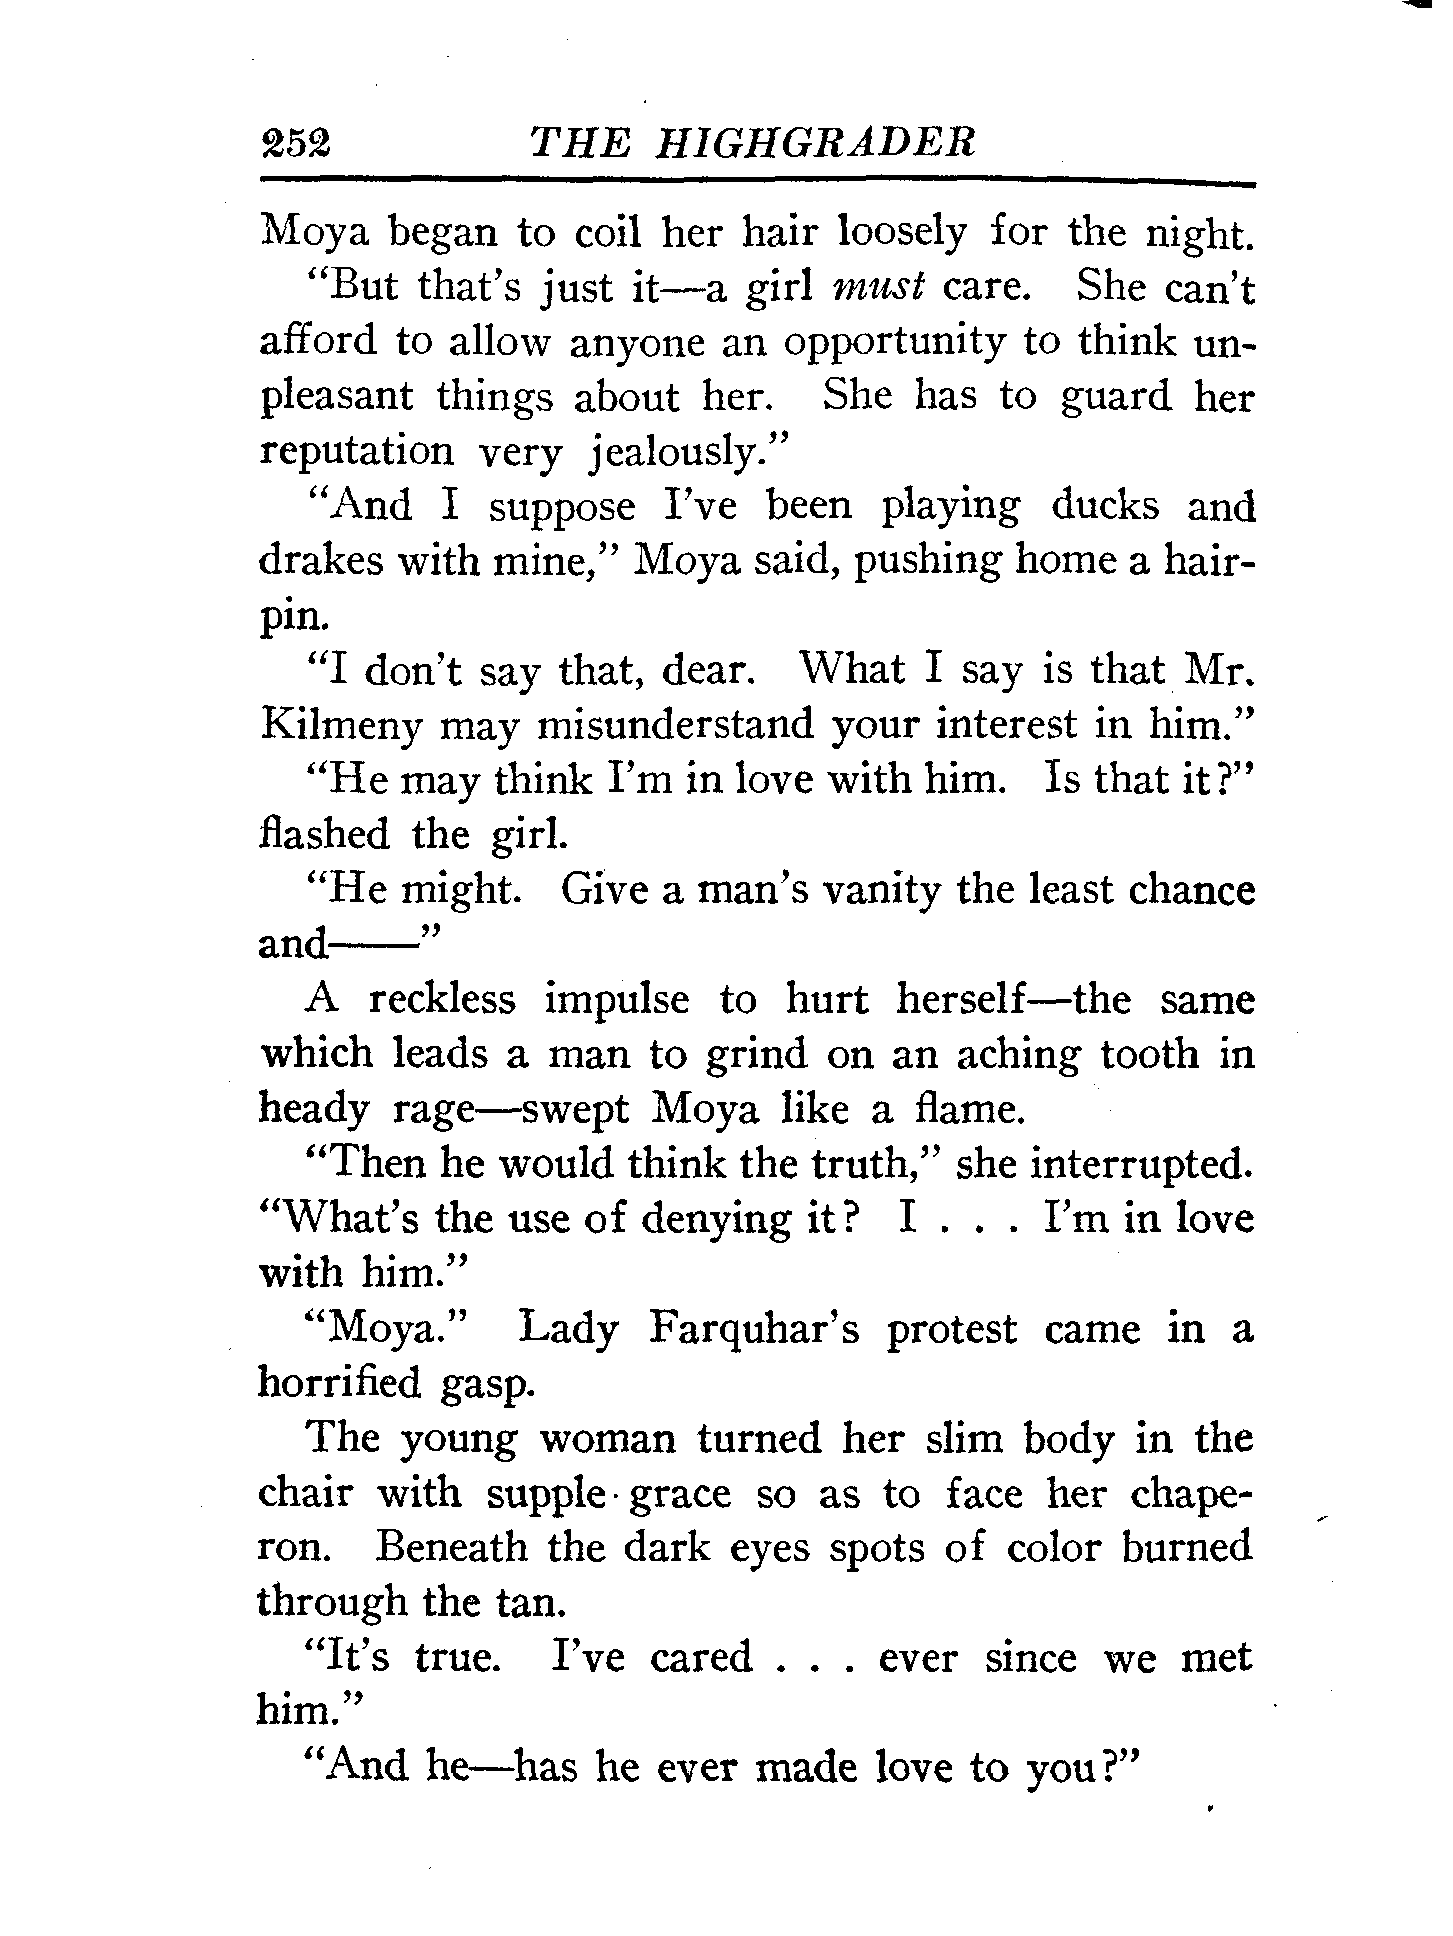 252 THE HIGHGRADER
Moya began to coil her hair loosely for the night.
“But that’s just it—a girl must care. She can’t
afford to allow anyone an opportunity to think un-
pleasant things about her. She has to guard her
reputation very jealously.”
“And I suppose I’ve been playing ducks and
drakes with mine,” Moya said, pushing home a hair-
pin.
“I don’t say that, dear. What I say is that Mr.
Kilmeny may misunderstand your interest in him.”
“He may think I’m in love with him. Is that it?”
flashed the girl.
“He might. Give a man’s vanity the least chance
and——”
A reckless impulse to hurt herself—the same
which leads a man to grind on an aching tooth in
heady rage—swept Moya like a flame.
“Then he would think the truth,” she interrupted.
“What’s the use of denying it? I . . . I’m in love
with him.”
“Moya.” Lady Farquhar’s protest came in a
horrified gasp.
The young woman turned her slim body in the
chair with supple grace so as to face her chape-
ron. Beneath the dark eyes spots of color burned
through the tan.
“It’s true. I’ve cared . . . ever since we met
him.”
“And he—has he ever made love to you?”